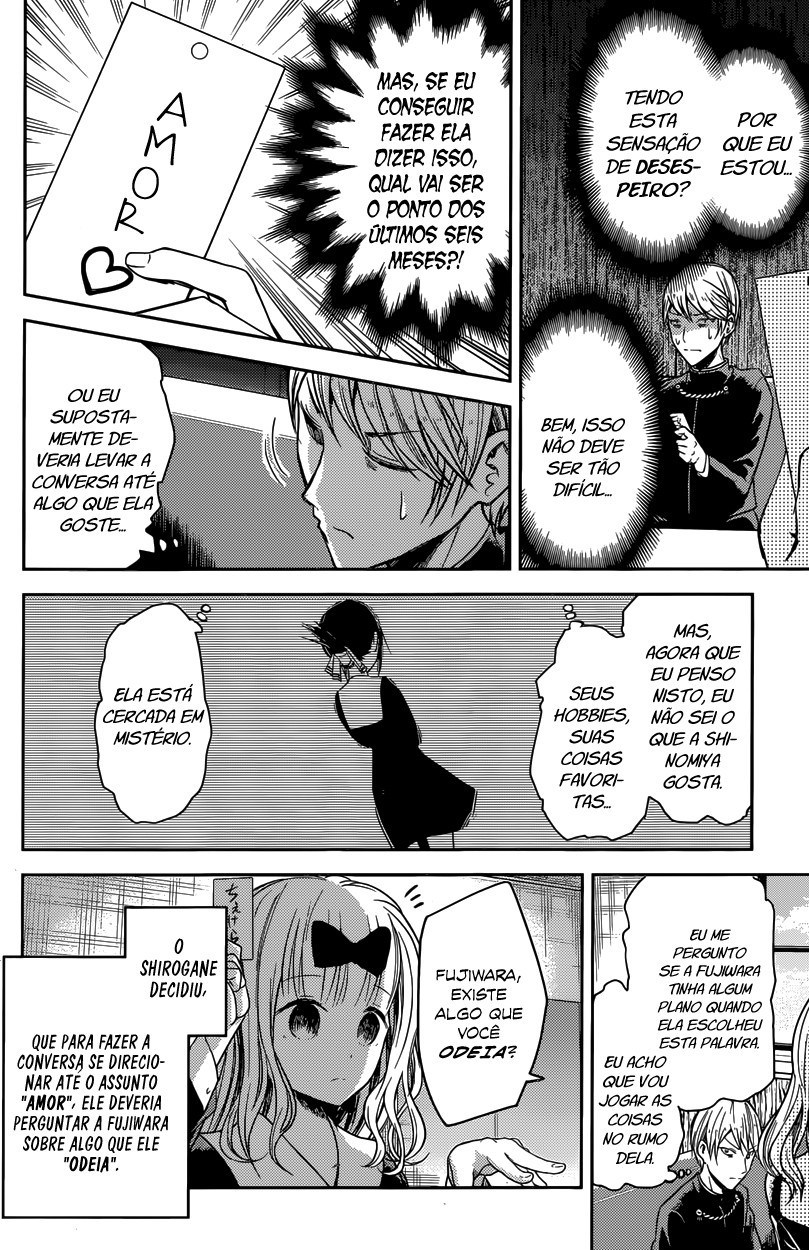 POR
QUE EU
ESTOU...
TENDO
ESTA
SENSAÇÃO
DE DESES-
PEIRO?
BEM, ISSO
NÃO DEVE
SER TÃO
DIFÍCIL...
MAS, SE EU
CONSEGUIR
FAZER ELA
DIZER ISSO,
QUAL VAI SER
O PONTO DOS
ÚLTIMOS SEIS
MESES?!
AMOR
OU EU
SUPOSTA-
MENTE DE-
VERIA LEVAR A
CONVERSA ATÉ
ALGO QUE ELA
GOSTE...
MAS,
AGORA QUE
EU PENSO
NISTO, EU
NÃO SEI O
QUE A SHI-
NOMIYA
GOSTA.
SEUS
HOBBIES,
SUAS
COISAS
FAVORI-
TAS...
ELA ESTÁ
CERCADA EM
MISTÉRIO.
EU ME
PERGUNTO
SE A FUJIWARA
TINHA ALGUM
PLANO QUANDO
ELA ESCOLHEU
ESTA PALAVRA.
EU ACHO
QUE VOU
JOGAR AS
COISAS
NO RUMO
DELA.
FUJIWARA,
EXISTE
ALGO QUE
VOCÊ
ODEIA?
O
SHIROGANE
DECIDIU,
QUE PARA FAZER A
CONVERSA SE DIRECIO-
NAR ATÉ O ASSUNTO
"AMOR", ELE DEVERIA
PERGUNTAR A FUJIWARA
SOBRE ALGO QUE ELE
"ODEIA".